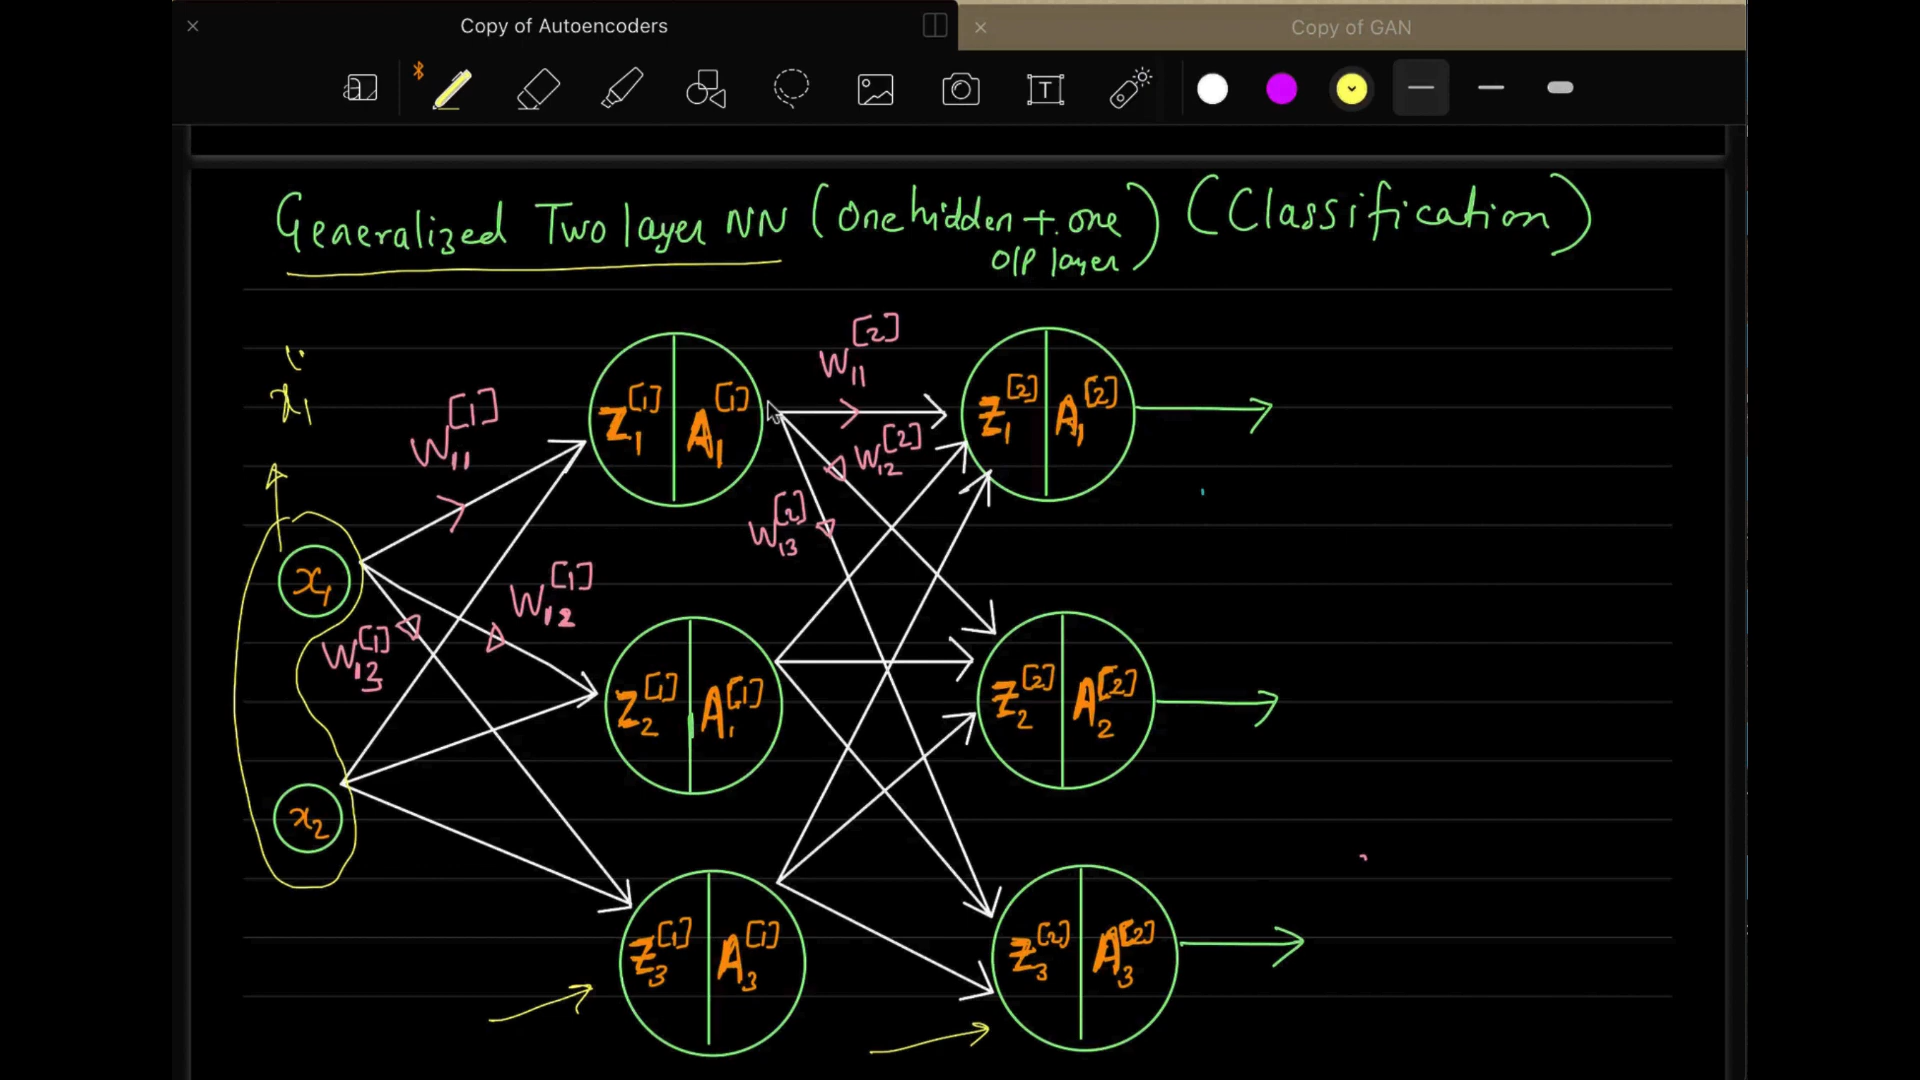 Copy of Autoencoders
Copy of GAN
T
Generalized Two layer NN (One hidden + one O/P layer) (Classification)
x1
W11[1]
W12[1]
W13[1]
x1
x2
Z1[1] A1[1]
Z2[1] A1[1]
Z3[1] A3[1]
W11[2]
W12[2]
W13[2]
Z1[2] A1[2]
Z2[2] A2[2]
Z3[2] A3[2]